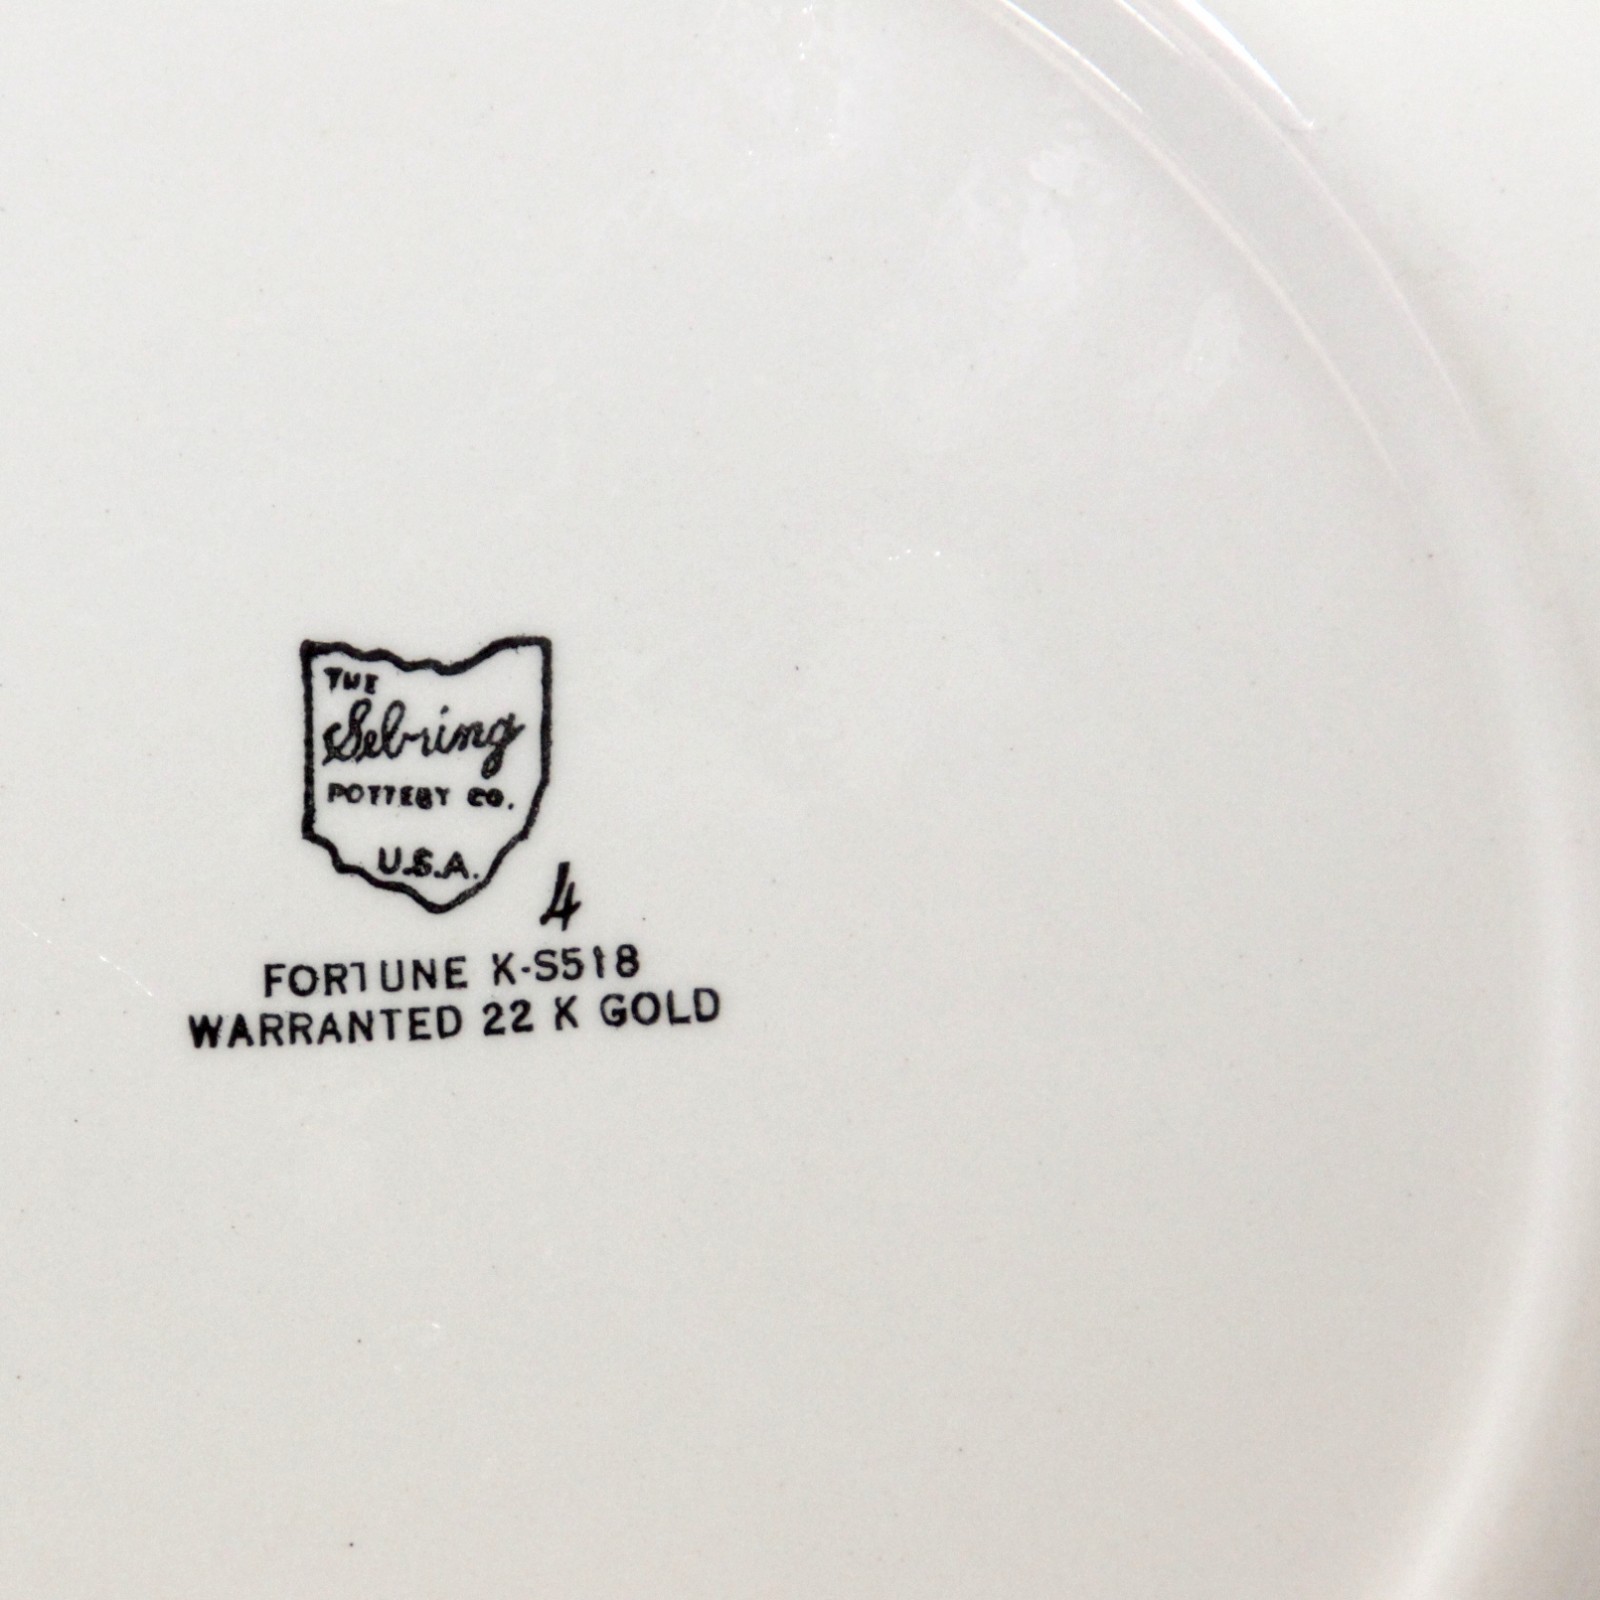 THE
Sebring
POTTERY CO.
U.S.A.
4
FORTUNE K-S518
WARRANTED 22 K GOLD